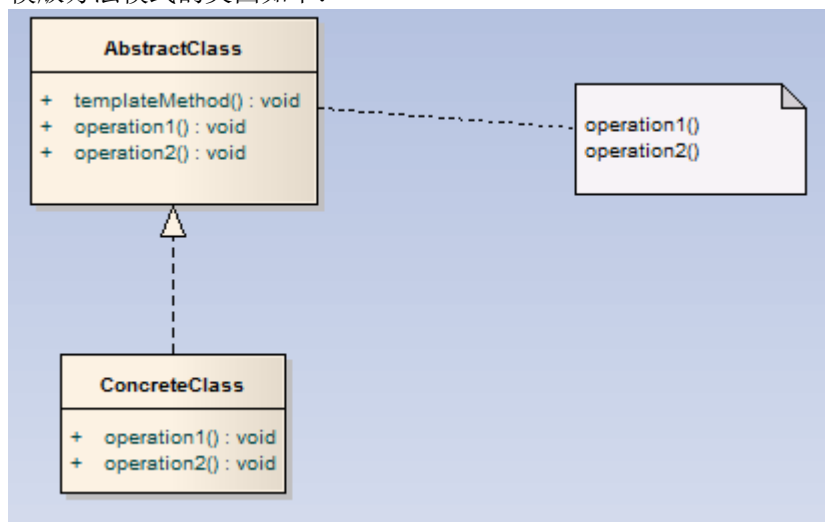 AbstractClass
+ templateMethod() : void
+ operation1() : void
+ operation2() : void
operation1()
operation2()
ConcreteClass
+ operation1() : void
+ operation2() : void